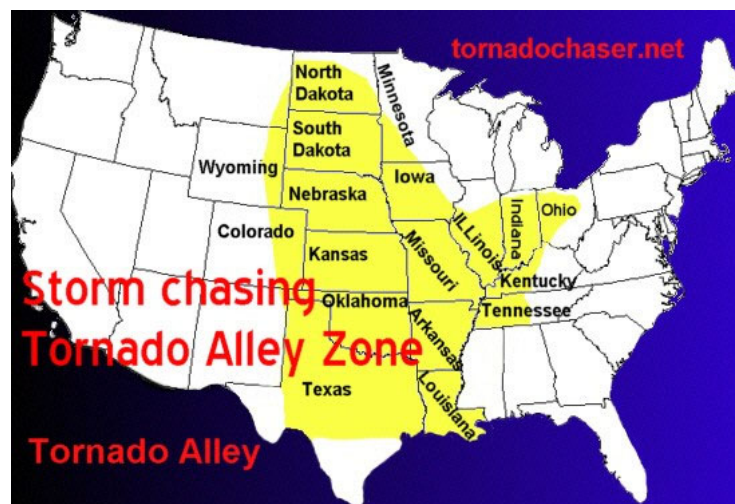 tornadochaser.net
North
Dakota
Minnesota
South
Dakota
Wyoming
Iowa
Nebraska
ILLinois
Indiana
Ohio
Colorado
Missouri
Kansas
Kentucky
Storm chasing
Oklahoma
Tennessee
Arkansas
Tornado Alley Zone
Texas
Louisiana
Tornado Alley